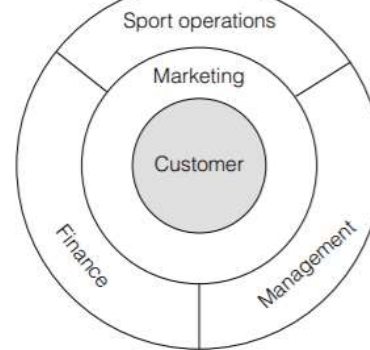 Sport operations
Marketing
Customer
Finance
Management